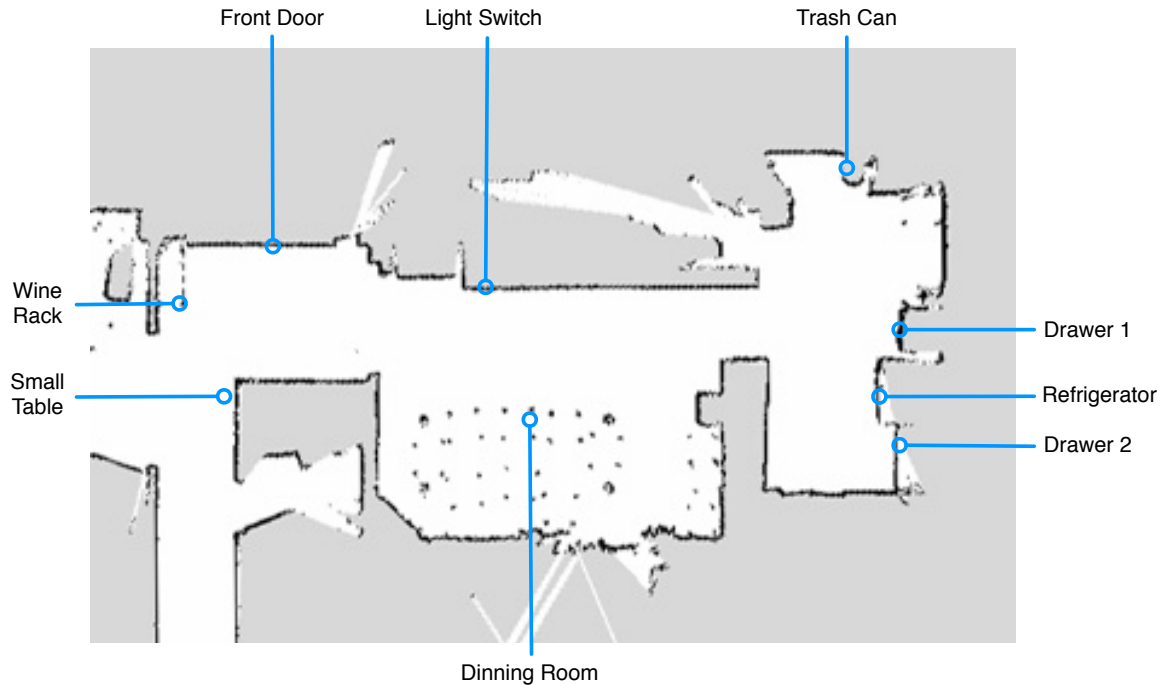 Front Door
Light Switch
Trash Can
Wine
Rack
Drawer 1
Small
Table
Refrigerator
Drawer 2
Dinning Room